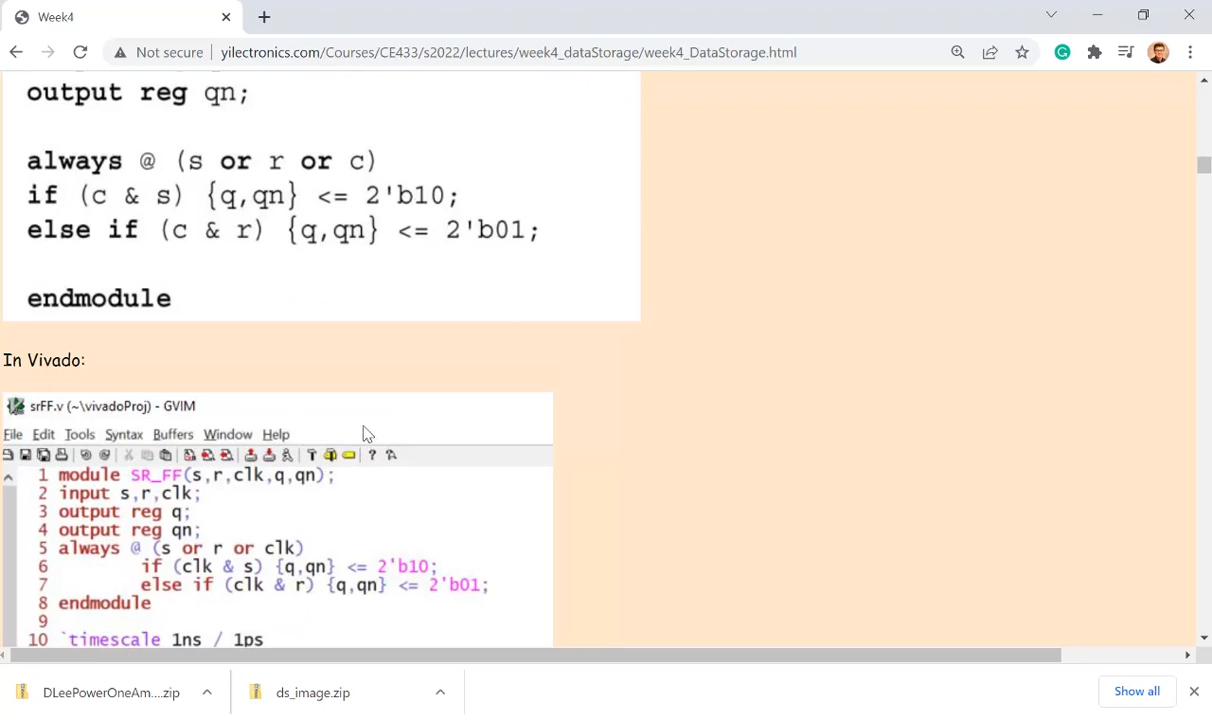 Week4
Not secure yilectronics.com/Courses/CE433/s2022/lectures/week4_dataStorage/week4_DataStorage.html
output reg qn;
always @ (s or r or c)
if (c & s) {q,qn} <= 2'b10;
else if (c & r) {q,qn} <= 2'b01;
endmodule
In Vivado:
srFF.v (~\vivadoProj) - GVIM
File Edit Tools Syntax Buffers Window Help
1 module SR_FF(s,r,clk,q,qn);
2 input s,r,clk;
3 output reg q;
4 output reg qn;
5 always @ (s or r or clk)
6 if (clk & s) {q,qn} <= 2'b10;
7 else if (clk & r) {q,qn} <= 2'b01;
8 endmodule
9
10 `timescale 1ns / 1ps
DLeePowerOneAm....zip ds_image.zip Show all